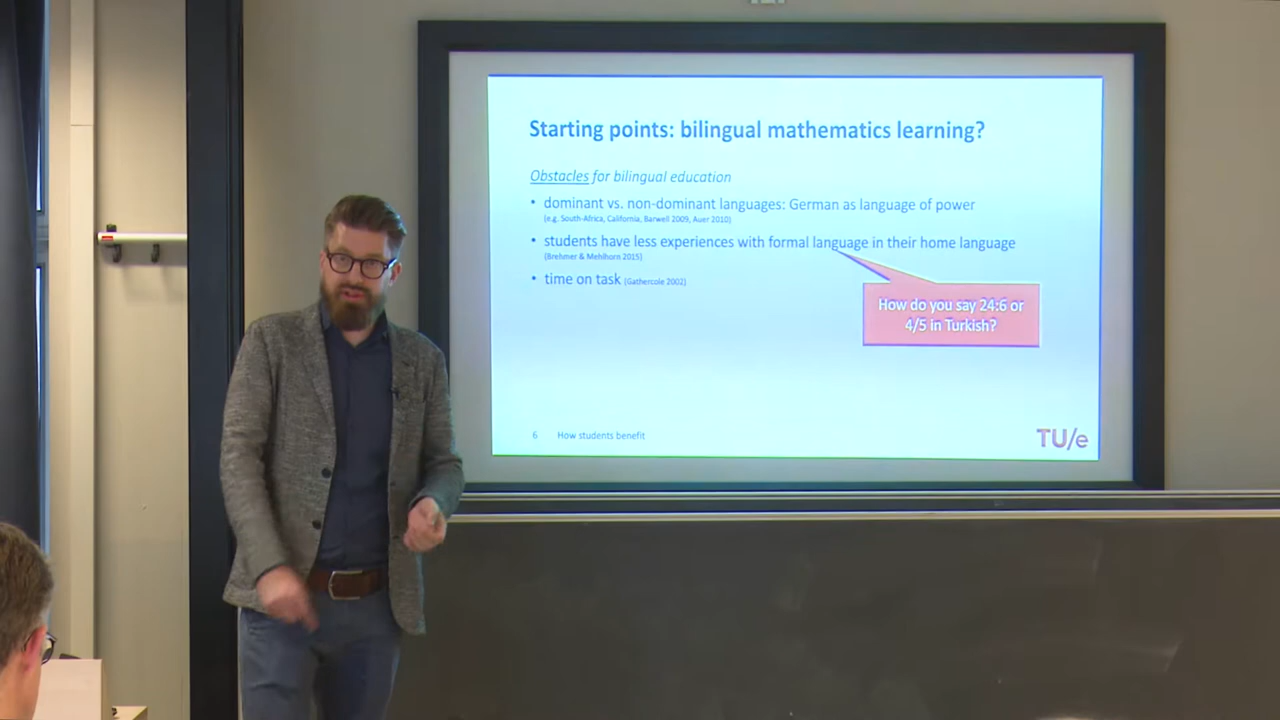 Starting points: bilingual mathematics learning?
Obstacles for bilingual education
• dominant vs. non-dominant languages: German as language of power
(e.g. South-Africa, California, Barwell 2009, Auer 2010)
• students have less experiences with formal language in their home language
(Brehmer & Mehlhorn 2015)
• time on task (Gathercole 2002)
How do you say 24:6 or
4/5 in Turkish?
6 How students benefit
TU/e